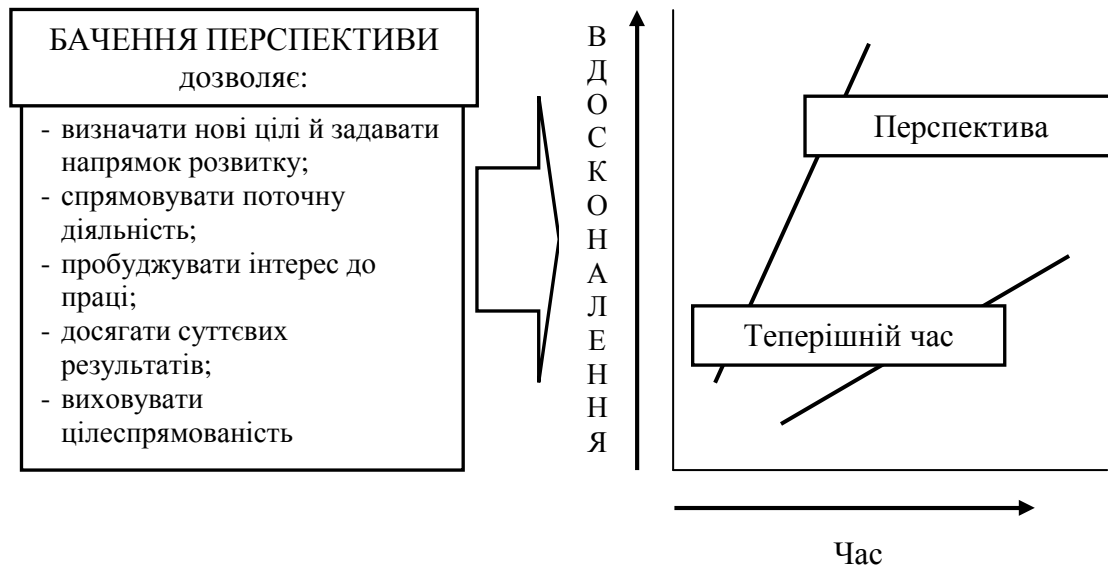 БАЧЕННЯ ПЕРСПЕКТИВИ
дозволяє:
- визначати нові цілі й задавати
напрямок розвитку;
- спрямовувати поточну
діяльність;
- пробуджувати інтерес до
праці;
- досягати суттєвих
результатів;
- виховувати
цілеспрямованість
ВДОСКОНАЛЕННЯ
Перспектива
Теперішній час
Час